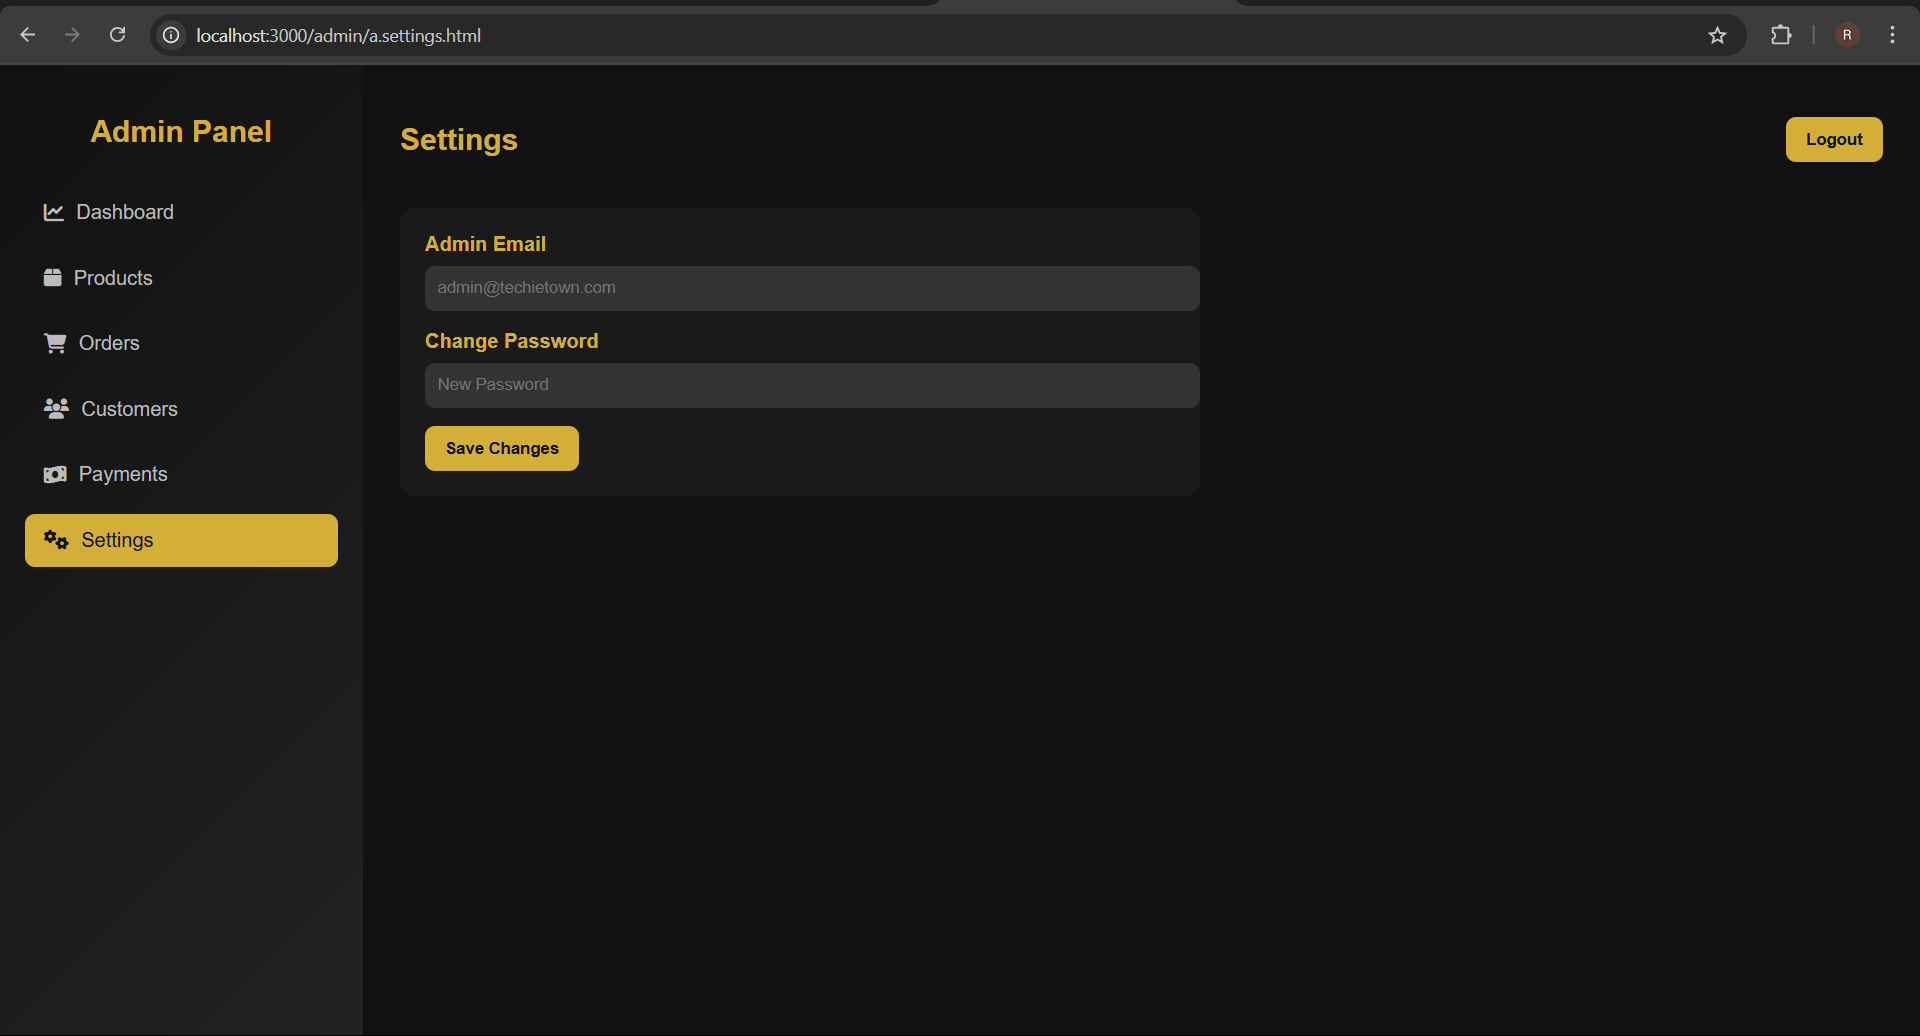 localhost:3000/admin/a.settings.html
R
Admin Panel
Dashboard
Products
Orders
Customers
Payments
Settings
Settings
Logout
Admin Email
admin@techietown.com
Change Password
New Password
Save Changes